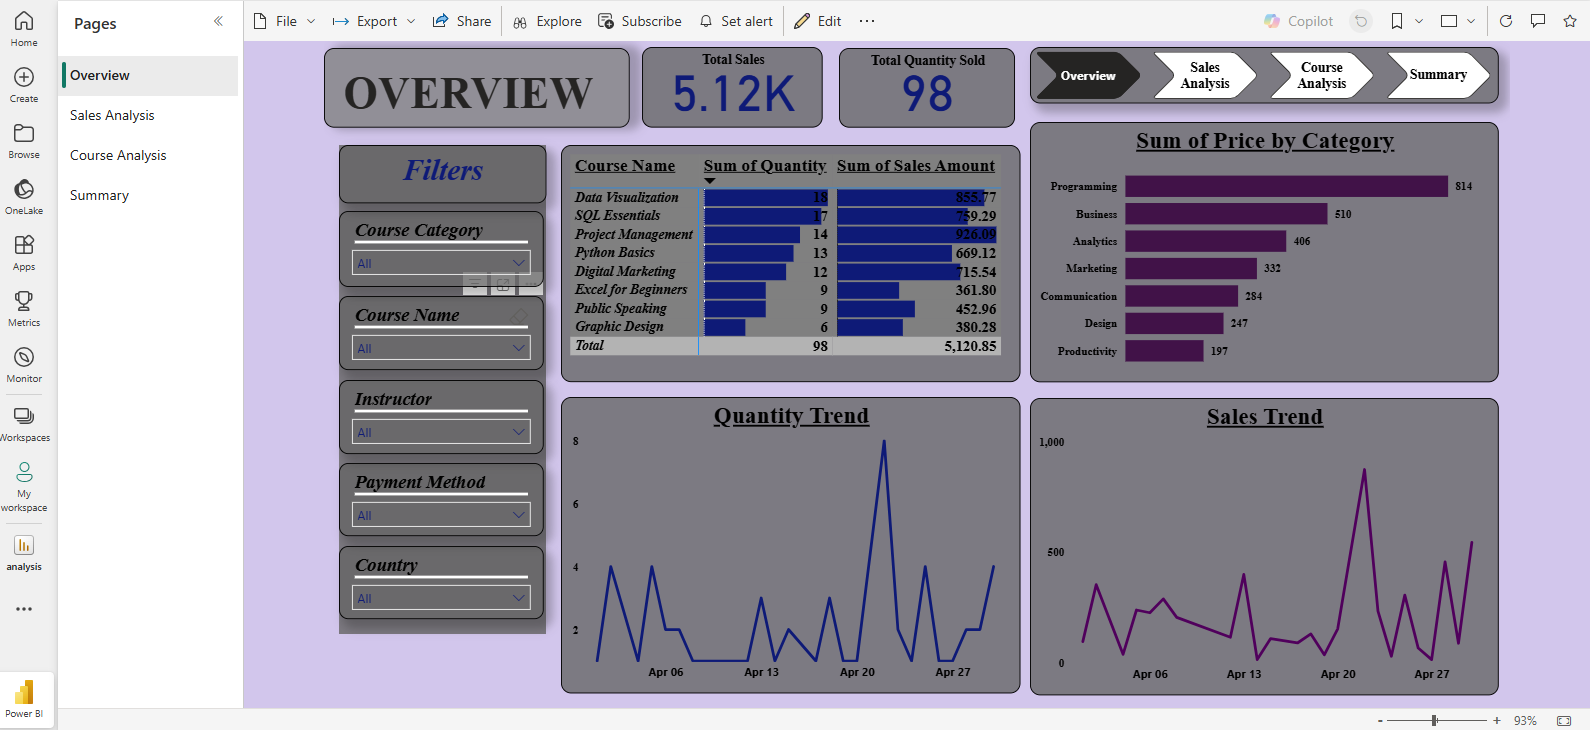 Pages
File
Export
Share
Explore
Subscribe
Set alert
Edit
Copilot
Home
Create
Browse
OneLake
Apps
Metrics
Monitor
Workspaces
My
workspace
analysis
Power BI
Overview
Sales Analysis
Course Analysis
Summary
OVERVIEW
Total Sales
5.12K
Total Quantity Sold
98
Overview
Sales
Analysis
Course
Analysis
Summary
Filters
Course Category
All
Course Name
All
Instructor
All
Payment Method
All
Country
All
Course Name Sum of Quantity Sum of Sales Amount
Data Visualization 18 855.77
SQL Essentials 17 759.29
Project Management 14 926.09
Python Basics 13 669.12
Digital Marketing 12 715.54
Excel for Beginners 9 361.80
Public Speaking 9 452.96
Graphic Design 6 380.28
Total 98 5,120.85
Sum of Price by Category
Programming 814
Business 510
Analytics 406
Marketing 332
Communication 284
Design 247
Productivity 197
Quantity Trend
8
6
4
2
Apr 06 Apr 13 Apr 20 Apr 27
Sales Trend
1,000
500
0
Apr 06 Apr 13 Apr 20 Apr 27
- + 93%